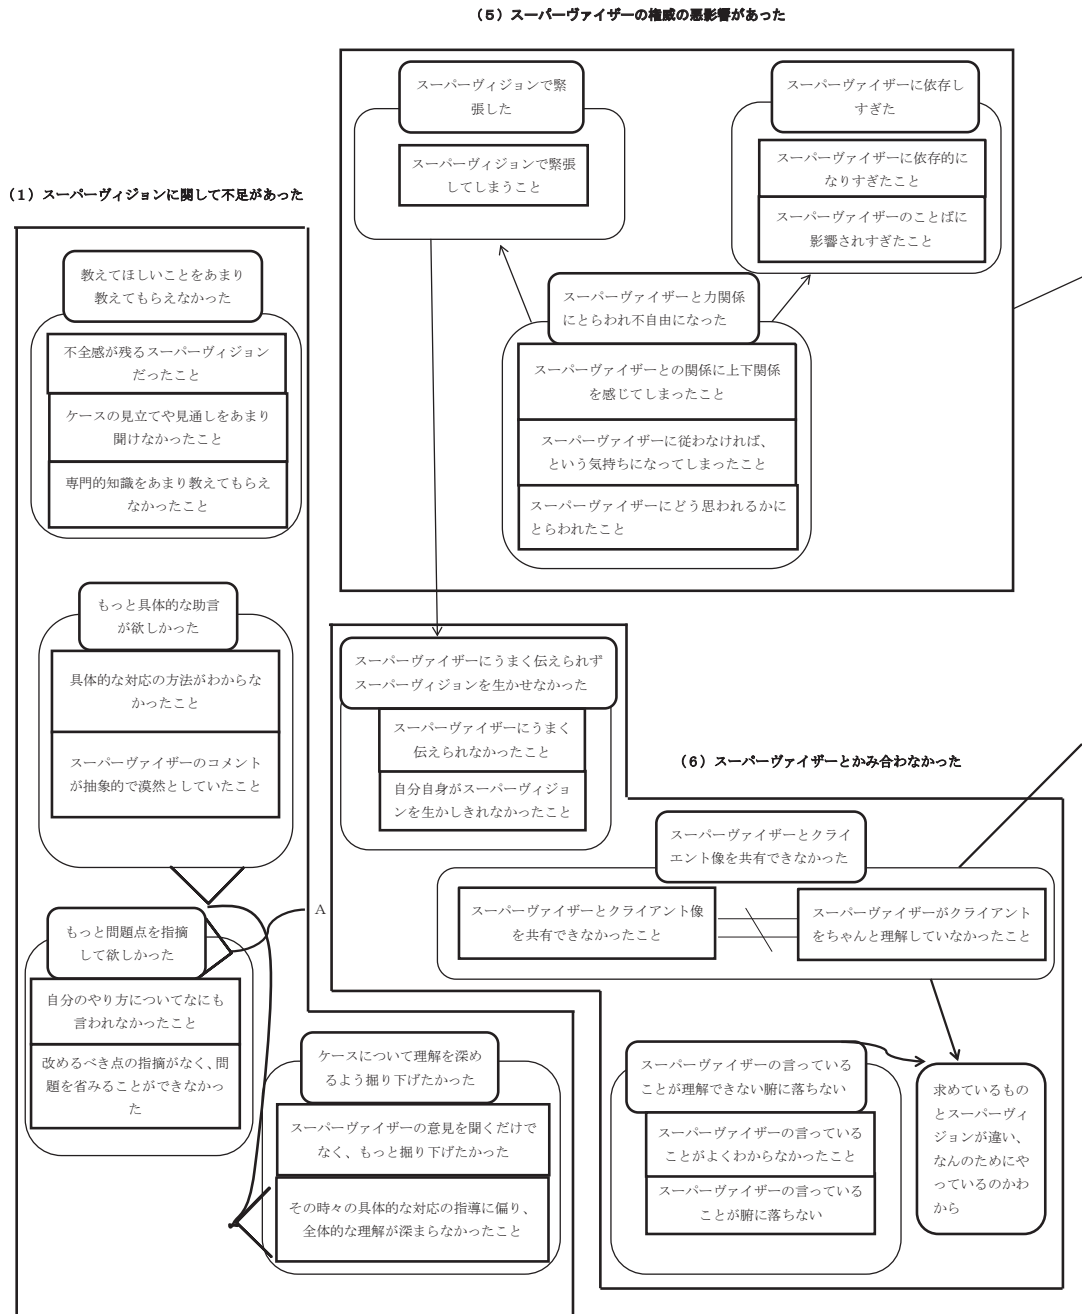 （5）スーパーヴァイザーの権威の悪影響があった
スーパーヴィジョンで緊
張した
スーパーヴィジョンで緊張
してしまうこと
スーパーヴァイザーに依存し
すぎた
スーパーヴァイザーに依存的に
なりすぎたこと
スーパーヴァイザーのことばに
影響されすぎたこと
スーパーヴァイザーと力関係
にとらわれ不自由になった
スーパーヴァイザーとの関係に上下関係
を感じてしまったこと
スーパーヴァイザーに従わなければ、
という気持ちになってしまったこと
スーパーヴァイザーにどう思われるかに
とらわれたこと
（1）スーパーヴィジョンに関して不足があった
教えてほしいことをあまり
教えてもらえなかった
不全感が残るスーパーヴィジョン
だったこと
ケースの見立てや見通しをあまり
聞けなかったこと
専門的知識をあまり教えてもらえ
なかったこと
もっと具体的な助言
が欲しかった
具体的な対応の方法がわからな
かったこと
スーパーヴァイザーのコメント
が抽象的で漠然としていたこと
もっと問題点を指摘
して欲しかった
自分のやり方についてなにも
言われなかったこと
改めるべき点の指摘がなく、問
題を省みることができなかっ
た
A
ケースについて理解を深め
るよう掘り下げたかった
スーパーヴァイザーの意見を聞くだけで
なく、もっと掘り下げたかった
その時々の具体的な対応の指導に偏り、
全体的な理解が深まらなかったこと
スーパーヴァイザーにうまく伝えられず
スーパーヴィジョンを生かせなかった
スーパーヴァイザーにうまく
伝えられなかったこと
自分自身がスーパーヴィジョ
ンを生かしきれなかったこと
（6）スーパーヴァイザーとかみ合わなかった
スーパーヴァイザーとクライ
エント像を共有できなかった
スーパーヴァイザーとクライアント像
を共有できなかったこと
スーパーヴァイザーがクライアント
をちゃんと理解していなかったこと
スーパーヴァイザーの言っている
ことが理解できない腑に落ちない
スーパーヴァイザーの言っている
ことがよくわからなかったこと
スーパーヴァイザーの言っている
ことが腑に落ちない
求めているもの
とスーパーヴィ
ジョンが違い、
なんのためにや
っているのかわ
から